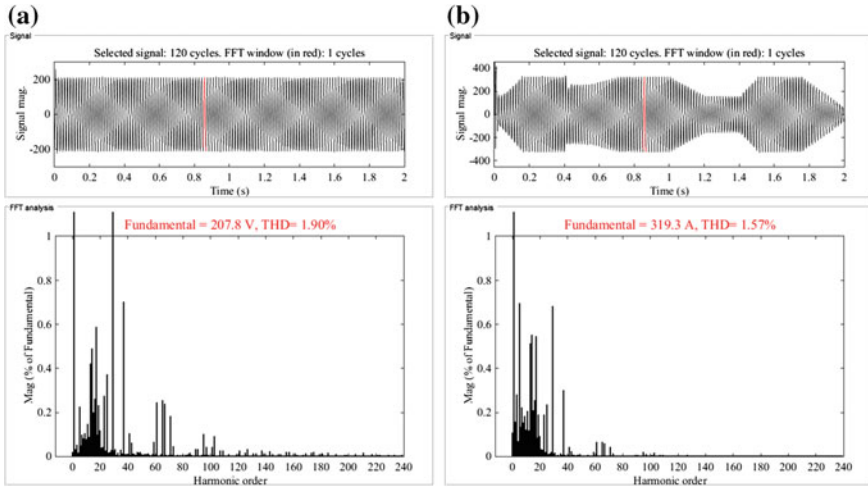 (a)
Signal
Selected signal: 120 cycles. FFT window (in red): 1 cycles
Signal mag.
200
0
-200
0 0.2 0.4 0.6 0.8 1 1.2 1.4 1.6 1.8 2
Time (s)
FFT analysis
Fundamental = 207.8 V, THD= 1.90%
Mag (% of Fundamental)
1
0.8
0.6
0.4
0.2
0
0 20 40 60 80 100 120 140 160 180 200 220 240
Harmonic order
(b)
Signal
Selected signal: 120 cycles. FFT window (in red): 1 cycles
Signal mag.
400
200
0
-200
-400
0 0.2 0.4 0.6 0.8 1 1.2 1.4 1.6 1.8 2
Time (s)
FFT analysis
Fundamental = 319.3 A, THD= 1.57%
Mag (% of Fundamental)
1
0.8
0.6
0.4
0.2
0
0 20 40 60 80 100 120 140 160 180 200 220 240
Harmonic order